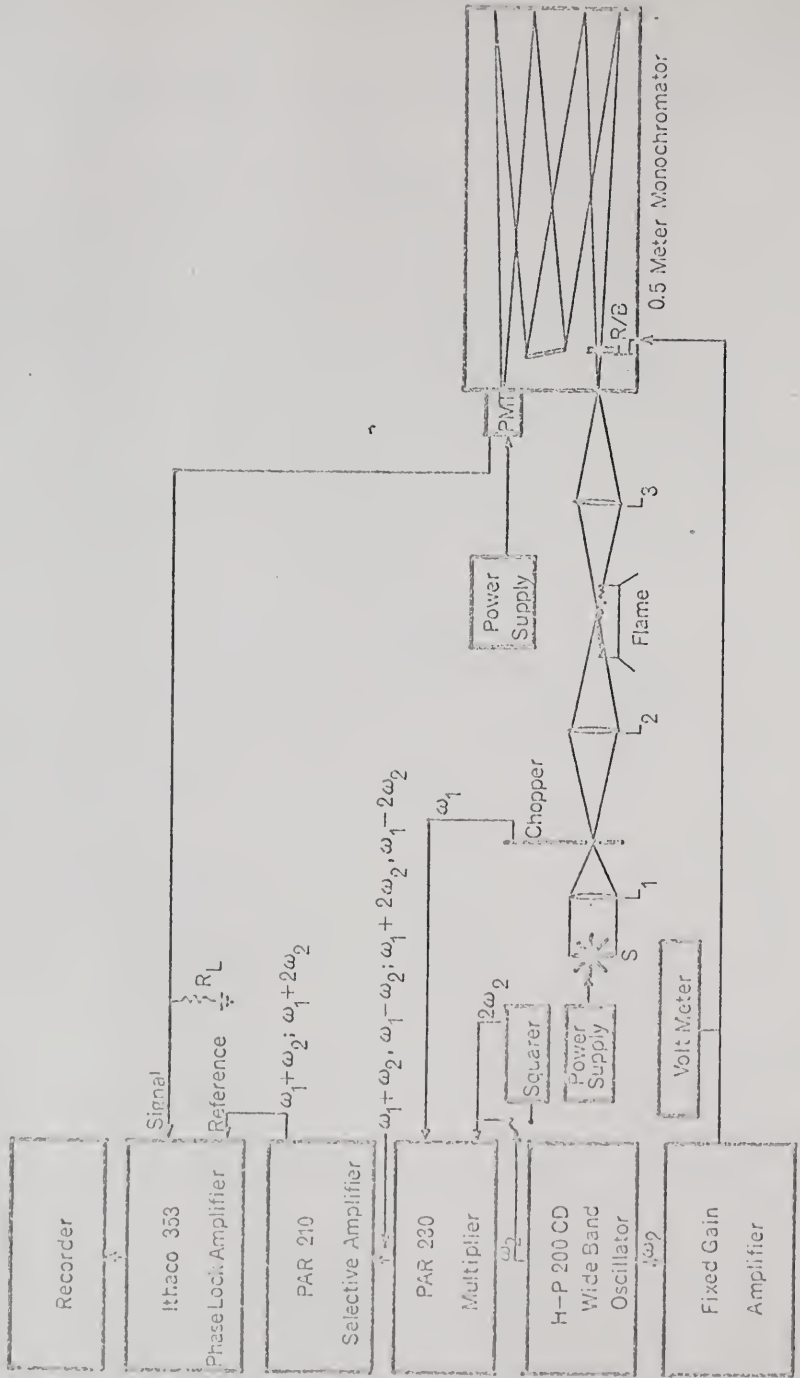 Recorder
Ithaco 353
Phase Lock Amplifier
Signal
Reference
R_L
ω₁+ω₂; ω₁+2ω₂
PAR 210
Selective Amplifier
ω₁+ω₂, ω₁-ω₂; ω₁+2ω₂, ω₁-2ω₂
PAR 230
Multiplier
ω₁
ω₂
2ω₂
Squarer
H-P 200 CD
Wide Band
Oscillator
ω₂
Power
Supply
S
L₁
Chopper
L₂
Flame
L₃
Power
Supply
PMT
R/B
0.5 Meter Monochromator
Volt Meter
Fixed Gain
Amplifier